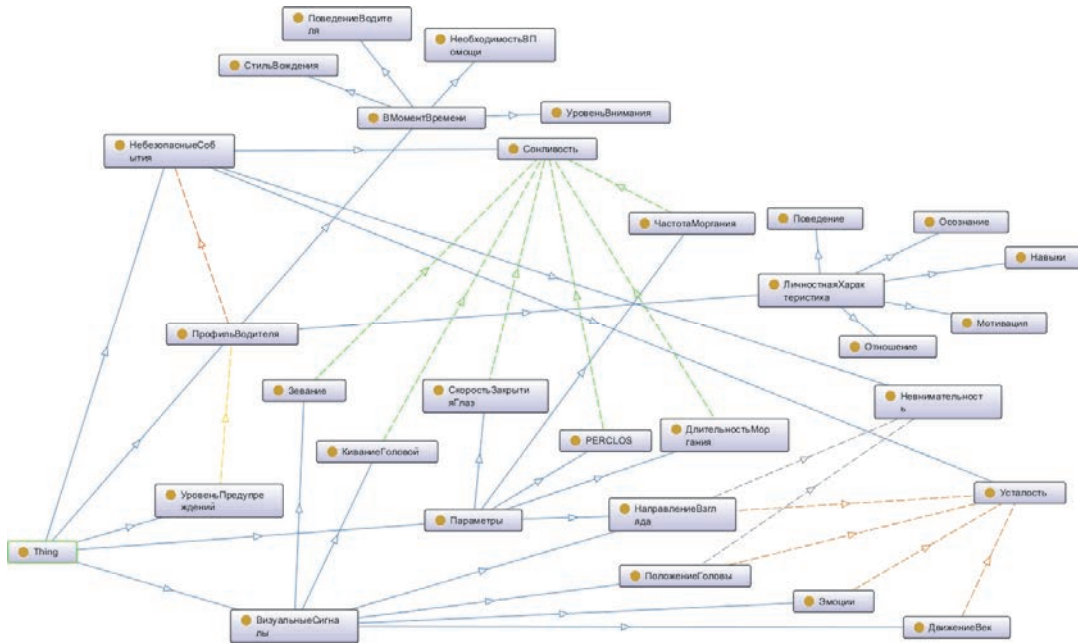 ПоведениеВодите
ля
НеобходимостьВП
омощи
СтильВождения
ВМоментВремени
УровеньВнимания
НебезопасныеСоб
ытия
Сонливость
ЧастотаМоргания
Поведение
Осознание
Навыки
ЛичностнаяХарак
теристика
Мотивация
Отношение
ПрофильВодителя
Зевание
СкоростьЗакрыти
яГлаз
Невнимательност
ь
КиваниеГоловой
PERCLOS
ДлительностьМор
гания
УровеньПредупре
ждений
Параметры
НаправлениеВзгл
яда
Усталость
Thing
ПоложениеГоловы
Эмоции
ВизуальныеСигна
лы
ДвижениеВек